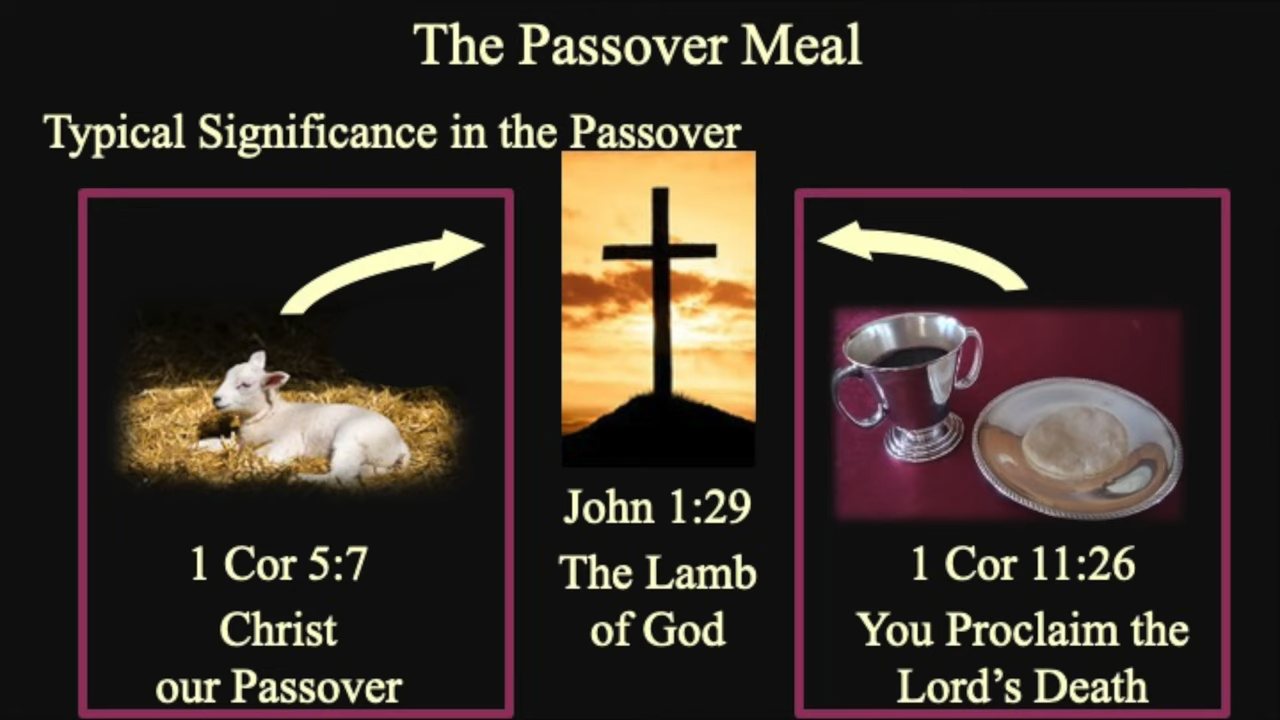 The Passover Meal
Typical Significance in the Passover
1 Cor 5:7
Christ
our Passover
John 1:29
The Lamb
of God
1 Cor 11:26
You Proclaim the
Lord’s Death